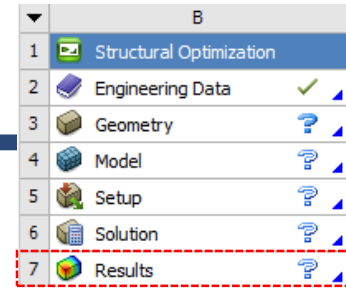 B
1 Structural Optimization
2 Engineering Data
3 Geometry
4 Model
5 Setup
6 Solution
7 Results